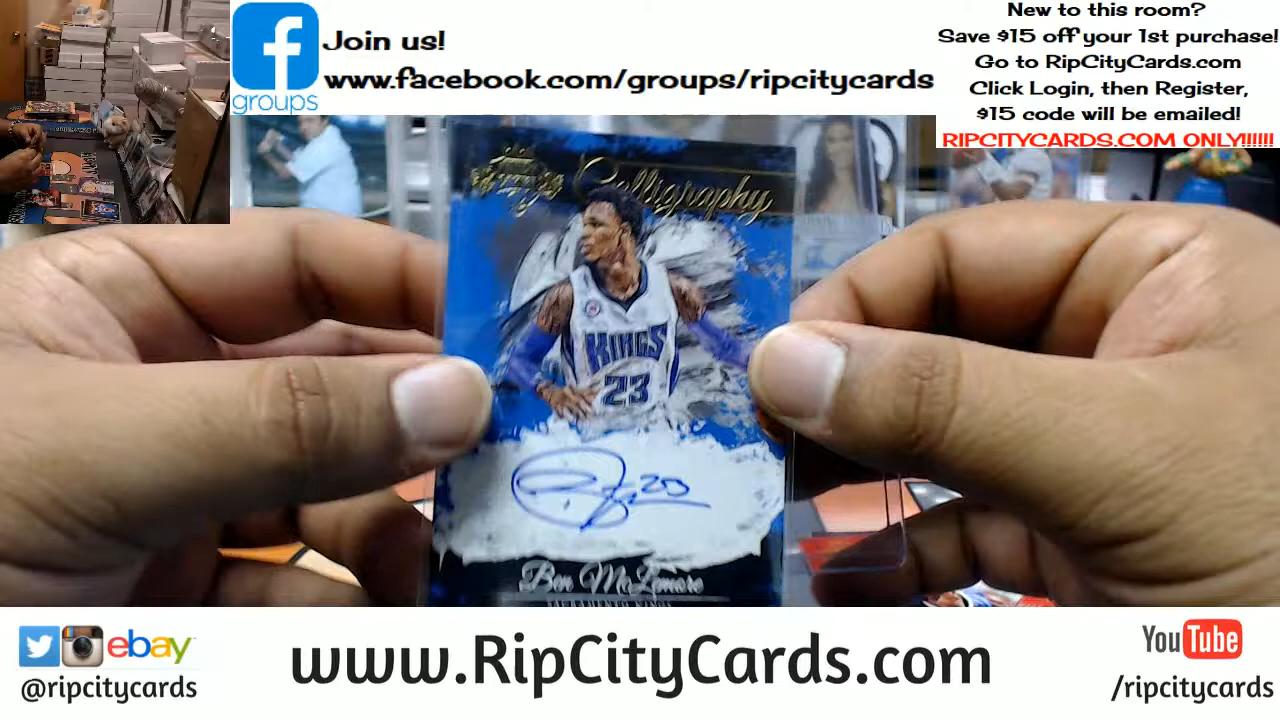 groups
Join us!
www.facebook.com/groups/ripcitycards
New to this room?
Save $15 off your 1st purchase!
Go to RipCityCards.com
Click Login, then Register,
$15 code will be emailed!
RIPCITYCARDS.COM ONLY!!!!!!
Calligraphy
KINGS
23
Ben McLemore
SACRAMENTO KINGS
ebay
@ripcitycards
www.RipCityCards.com
YouTube
/ripcitycards